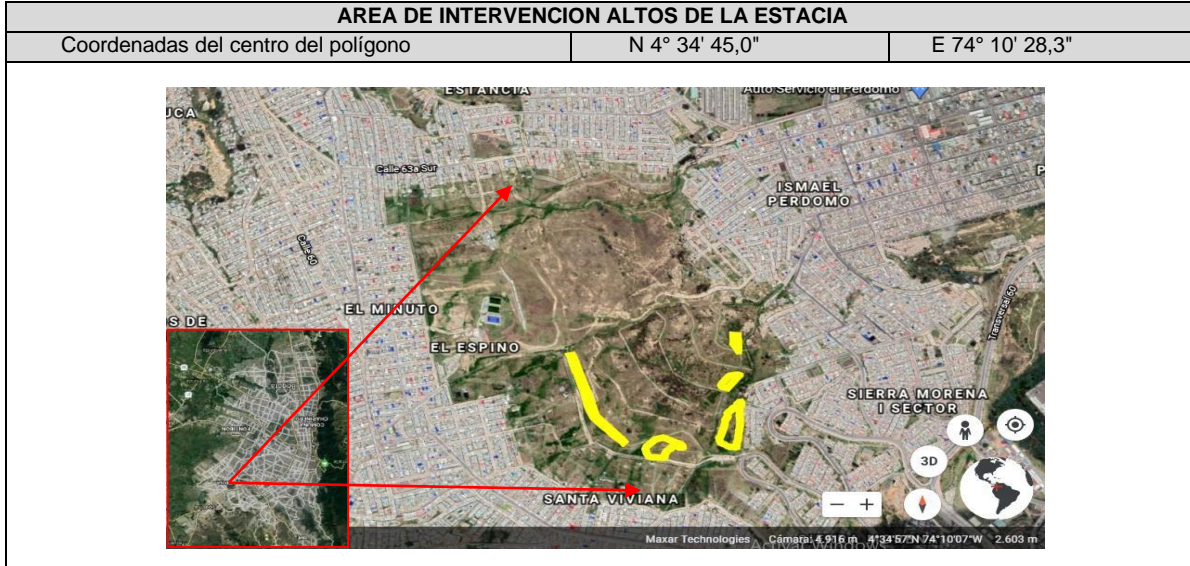 AREA DE INTERVENCION ALTOS DE LA ESTACIA
Coordenadas del centro del polígono N 4° 34' 45,0" E 74° 10' 28,3"
ESTANCIA
Auto Servicio el Perdomo
UCA
Calle 63a Sur
ISMAEL
PERDOMO
P
Calle 60
EL MINUTO
Transversal 60
S DE
EL ESPINO
SIERRA MORENA
I SECTOR
3D
SANTA VIVIANA
Maxar Technologies Cámara: 4.916 m 4°34'57"N 74°10'07"W 2.603 m
Activar Windows